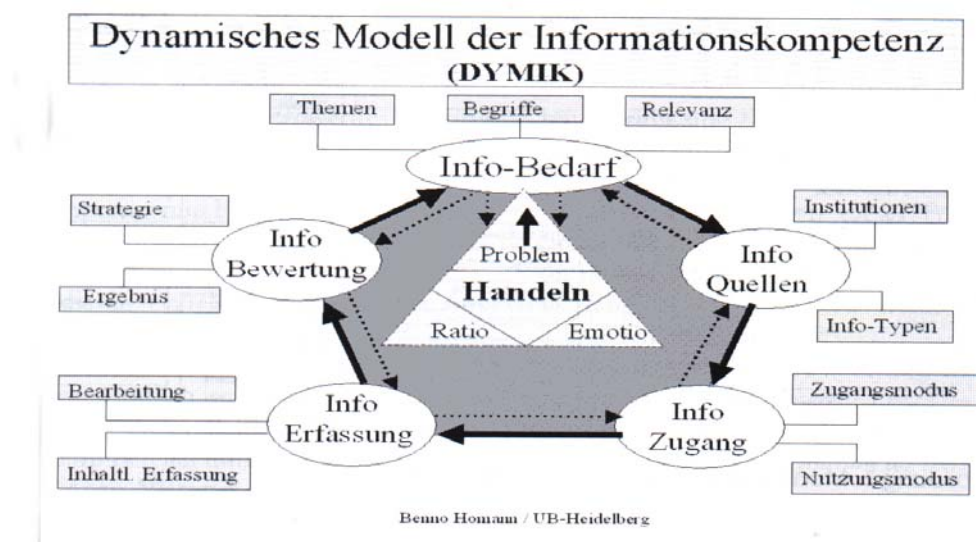 Dynamisches Modell der Informationskompetenz
(DYMIK)
Themen
Begriffe
Relevanz
Info-Bedarf
Strategie
Info
Bewertung
Ergebnis
Institutionen
Info
Quellen
Info-Typen
Problem
Handeln
Ratio
Emotio
Bearbeitung
Info
Erfassung
Inhaltl. Erfassung
Info
Zugang
Zugangsmodus
Nutzungsmodus
Benno Homann / UB-Heidelberg